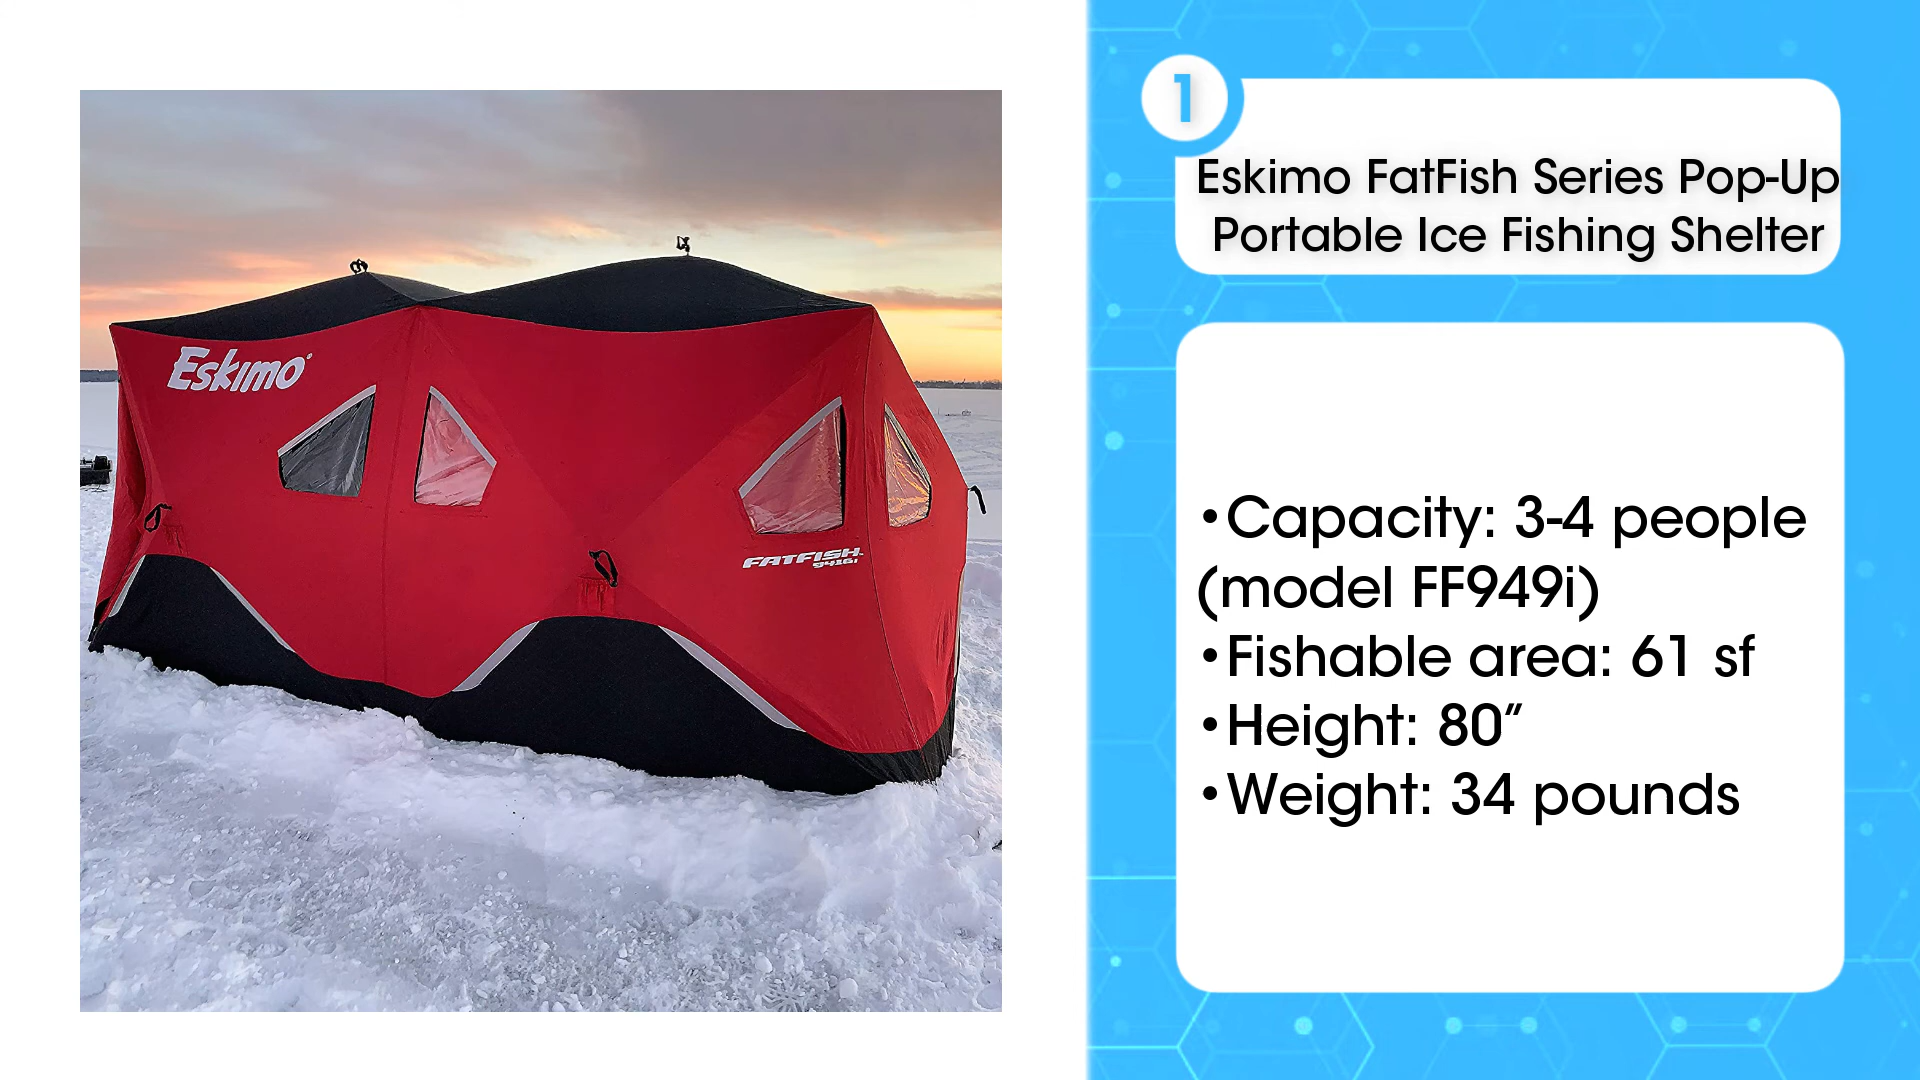 1
Eskimo FatFish Series Pop-Up
Portable Ice Fishing Shelter
Eskimo
FATFISH
9416i
•Capacity: 3-4 people
(model FF949i)
•Fishable area: 61 sf
•Height: 80”
•Weight: 34 pounds